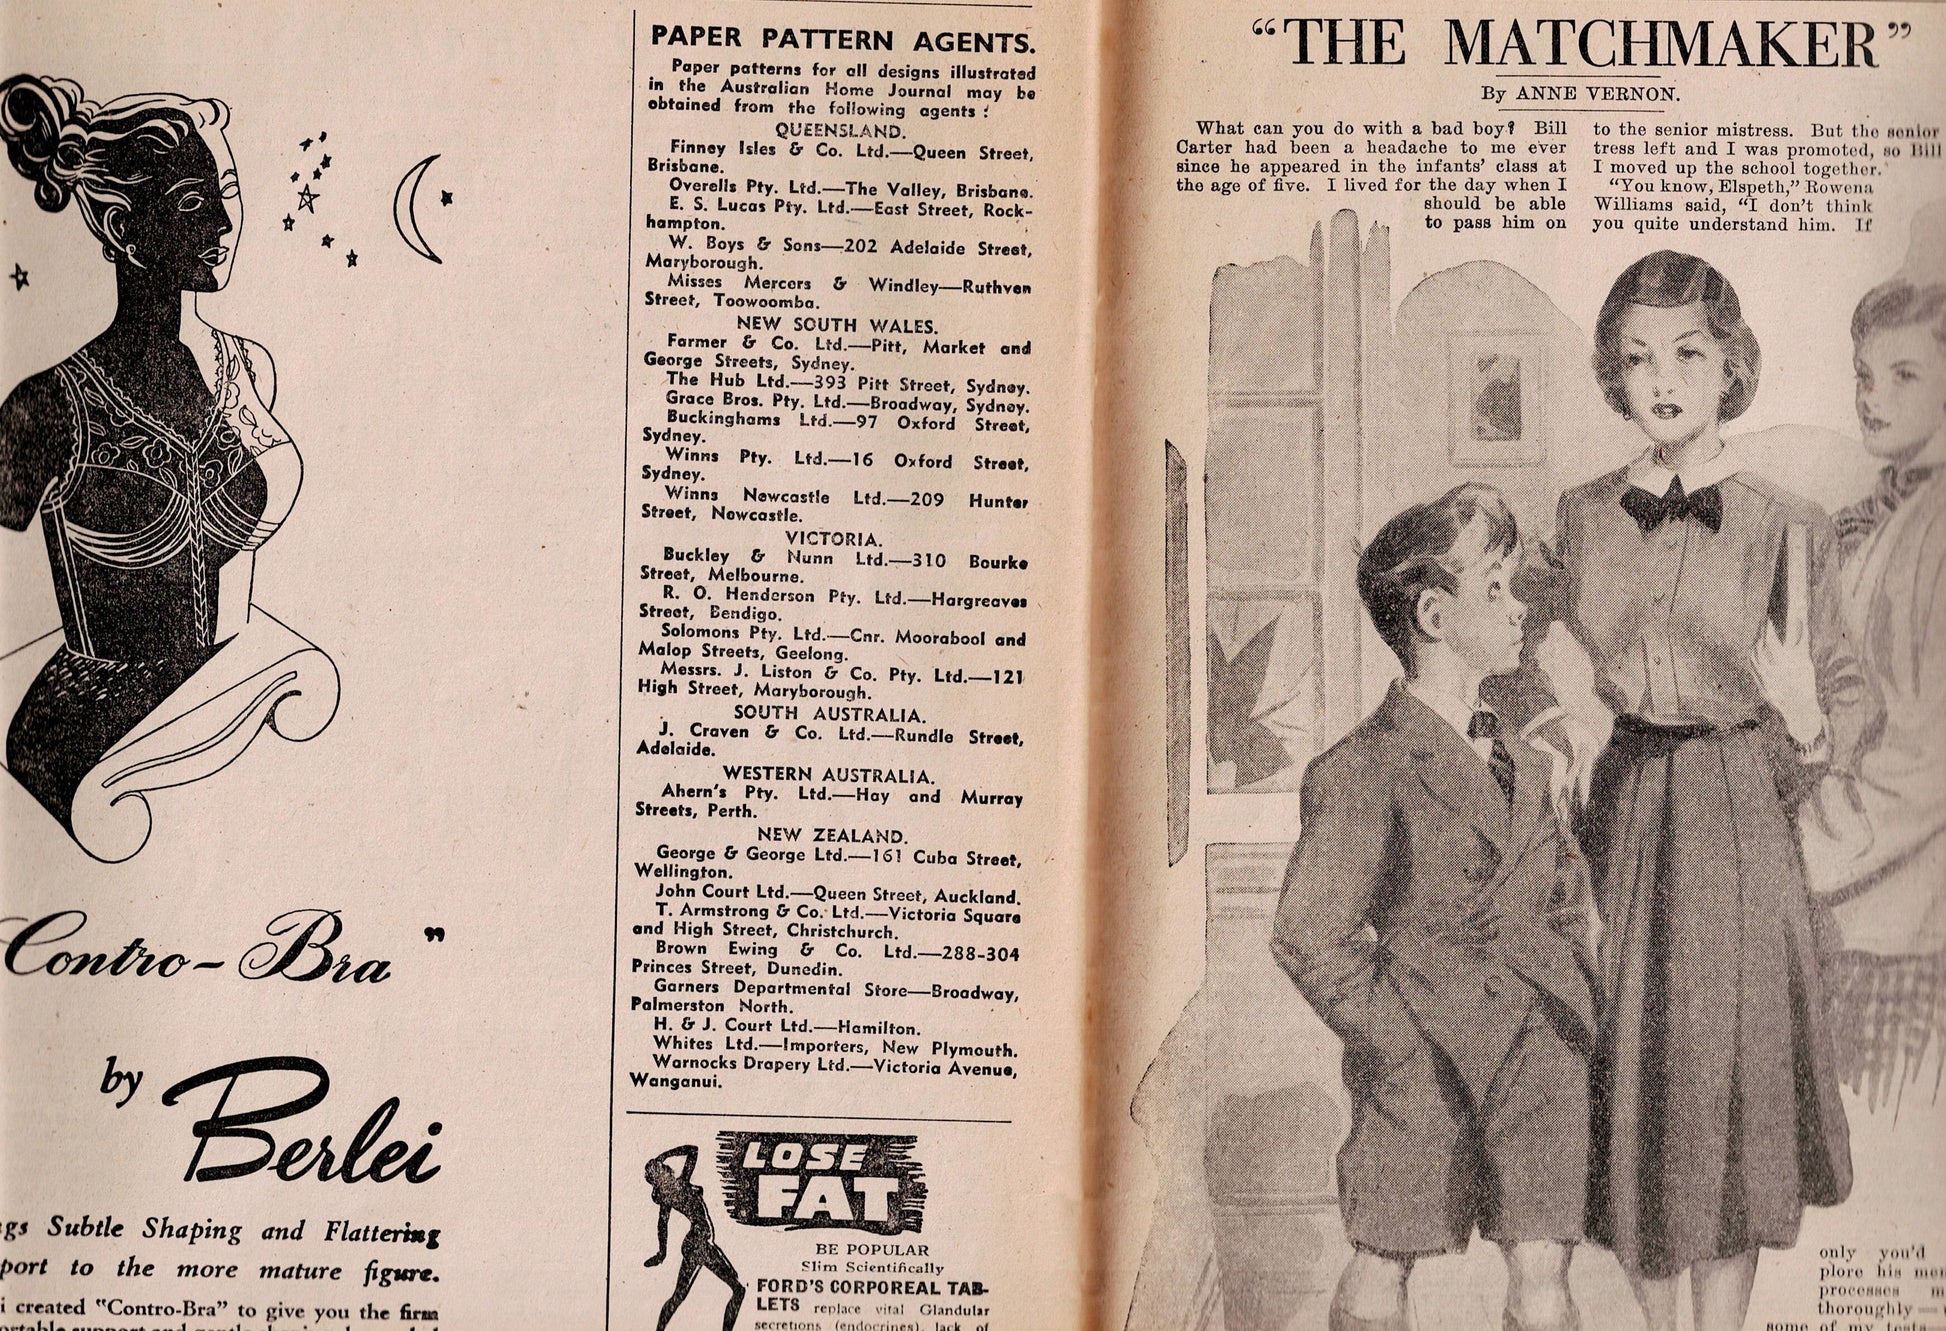 Contro-Bra”
by Berlei
Subtle Shaping and Flattering
to the more mature figure.
created "Contro-Bra" to give you the firm
PAPER PATTERN AGENTS.
Paper patterns for all designs illustrated
in the Australian Home Journal may be
obtained from the following agents :
QUEENSLAND.
Finney Isles & Co. Ltd.—Queen Street,
Brisbane.
Overells Pty. Ltd.—The Valley, Brisbane.
E. S. Lucas Pty. Ltd.—East Street, Rock-
hampton.
W. Boys & Sons—202 Adelaide Street,
Maryborough.
Misses Mercers & Windley—Ruthven
Street, Toowoomba.
NEW SOUTH WALES.
Farmer & Co. Ltd.—Pitt, Market and
George Streets, Sydney.
The Hub Ltd.—393 Pitt Street, Sydney.
Grace Bros. Pty. Ltd.—Broadway, Sydney.
Buckinghams Ltd.—97 Oxford Street,
Sydney.
Winns Pty. Ltd.—16 Oxford Street,
Sydney.
Winns Newcastle Ltd.—209 Hunter
Street, Newcastle.
VICTORIA.
Buckley & Nunn Ltd.—310 Bourke
Street, Melbourne.
R. O. Henderson Pty. Ltd.—Hargreaves
Street, Bendigo.
Solomons Pty. Ltd.—Cnr. Moorabool and
Malop Streets, Geelong.
Messrs. J. Liston & Co. Pty. Ltd.—121
High Street, Maryborough.
SOUTH AUSTRALIA.
J. Craven & Co. Ltd.—Rundle Street,
Adelaide.
WESTERN AUSTRALIA.
Ahern's Pty. Ltd.—Hay and Murray
Streets, Perth.
NEW ZEALAND.
George & George Ltd.—161 Cuba Street,
Wellington.
John Court Ltd.—Queen Street, Auckland.
T. Armstrong & Co. Ltd.—Victoria Square
and High Street, Christchurch.
Brown Ewing & Co. Ltd.—288-304
Princes Street, Dunedin.
Garners Departmental Store—Broadway,
Palmerston North.
H. & J. Court Ltd.—Hamilton.
Whites Ltd.—Importers, New Plymouth.
Warnocks Drapery Ltd.—Victoria Avenue,
Wanganui.
LOSE
FAT
BE POPULAR
Slim Scientifically
FORD'S CORPOREAL TAB-
LETS replace vital Glandular
secretions (endocrines), lack of
“THE MATCHMAKER”
By ANNE VERNON.
What can you do with a bad boy? Bill
Carter had been a headache to me ever
since he appeared in the infants' class at
the age of five. I lived for the day when I
should be able
to pass him on
to the senior mistress. But the senior
tress left and I was promoted, so Bill
I moved up the school together.
“You know, Elspeth,” Rowena
Williams said, “I don't think
you quite understand him. If
only you'd
plore his
processes
thoroughly—
some of my tests